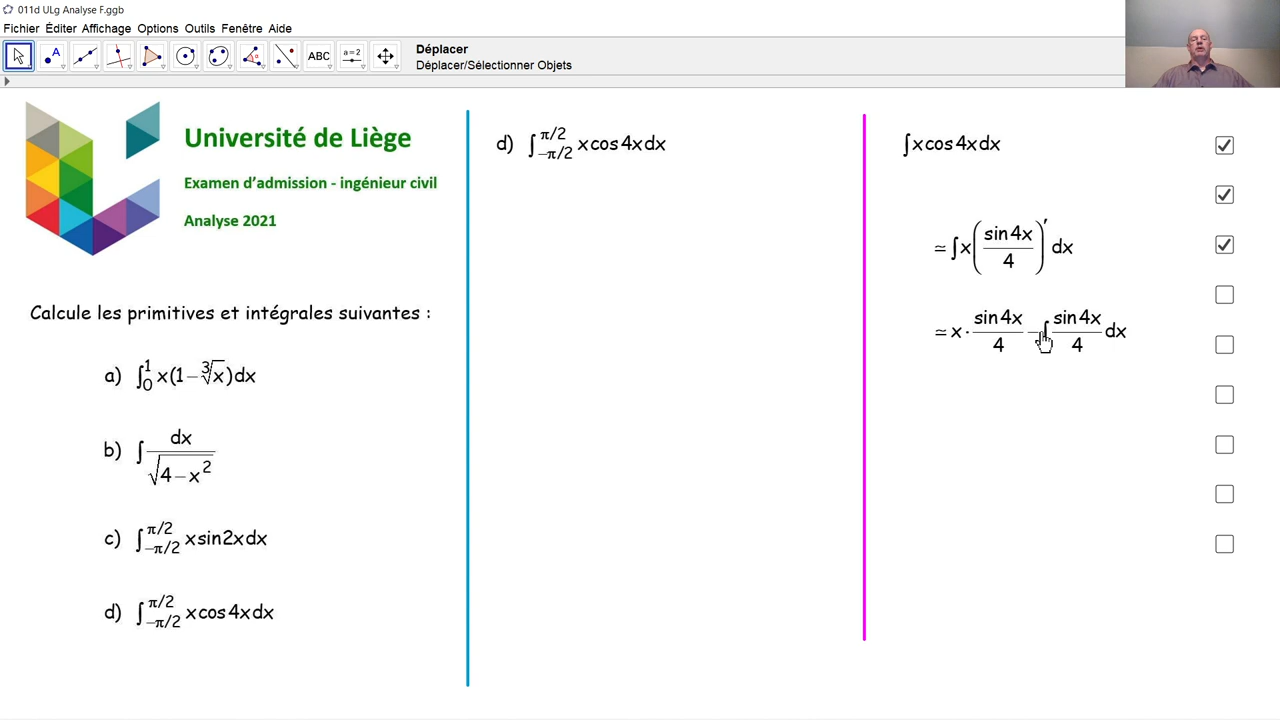 011d ULg Analyse F.ggb
Fichier Éditer Affichage Options Outils Fenêtre Aide
A
ABC
a=2
Déplacer
Déplacer/Sélectionner Objets
Université de Liège
Examen d'admission - ingénieur civil
Analyse 2021
Calcule les primitives et intégrales suivantes :
a) ∫₀¹ x(1−∛x)dx
b) ∫ dx/√(4−x²)
c) ∫_{−π/2}^{π/2} xsin2xdx
d) ∫_{−π/2}^{π/2} xcos4xdx
d) ∫_{−π/2}^{π/2} xcos4xdx
∫xcos4xdx
≃ ∫x(sin4x/4)′ dx
≃ x· sin4x/4 −∫ sin4x/4 dx